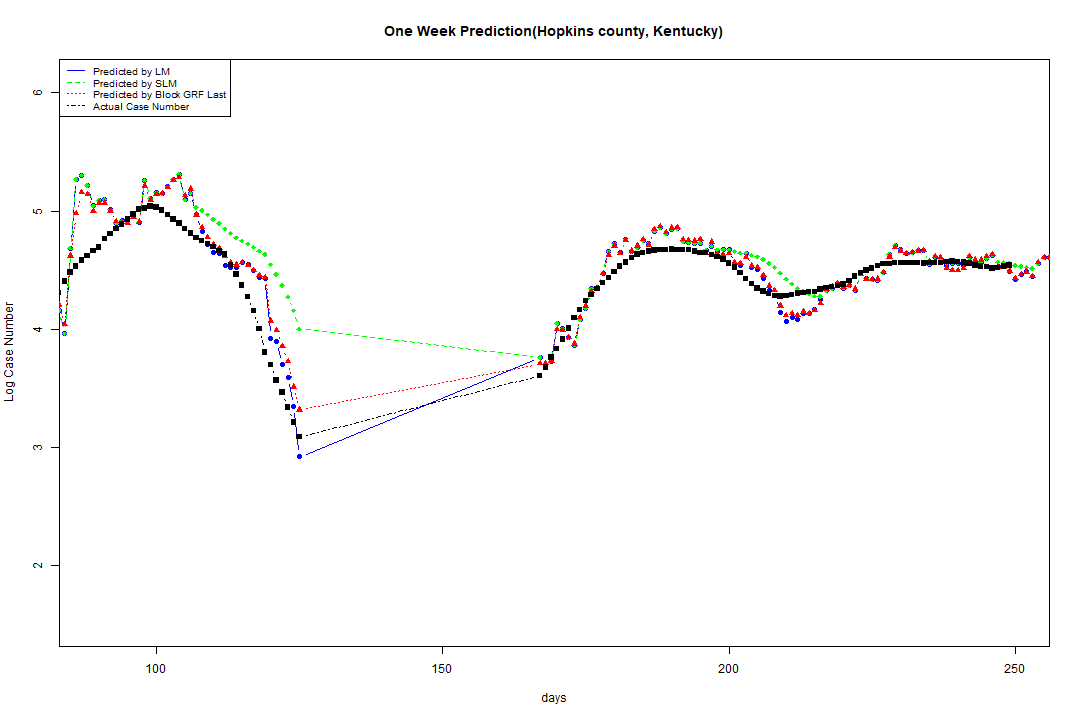 One Week Prediction(Hopkins county, Kentucky)
Predicted by LM
Predicted by SLM
Predicted by Block GRF Last
Actual Case Number
6
5
4
3
2
Log Case Number
100
150
200
250
days